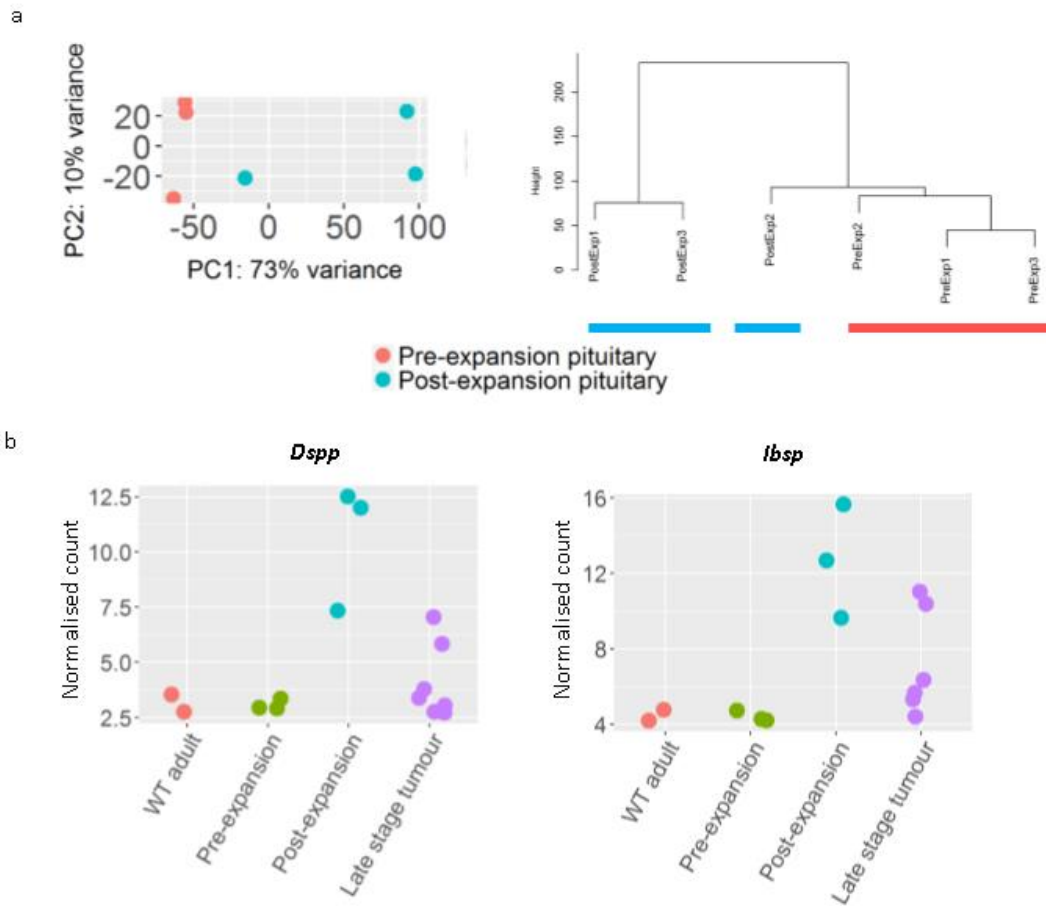 a
PC2: 10% variance
20
0
-20
-50
0
50
100
PC1: 73% variance
Height
200
150
100
50
0
PostExp1
PostExp3
PostExp2
PreExp2
PreExp1
PreExp3
Pre-expansion pituitary
Post-expansion pituitary
b
Dspp
Normalised count
12.5
10.0
7.5
5.0
2.5
WT adult
Pre-expansion
Post-expansion
Late stage tumour
Ibsp
Normalised count
16
12
8
4
WT adult
Pre-expansion
Post-expansion
Late stage tumour